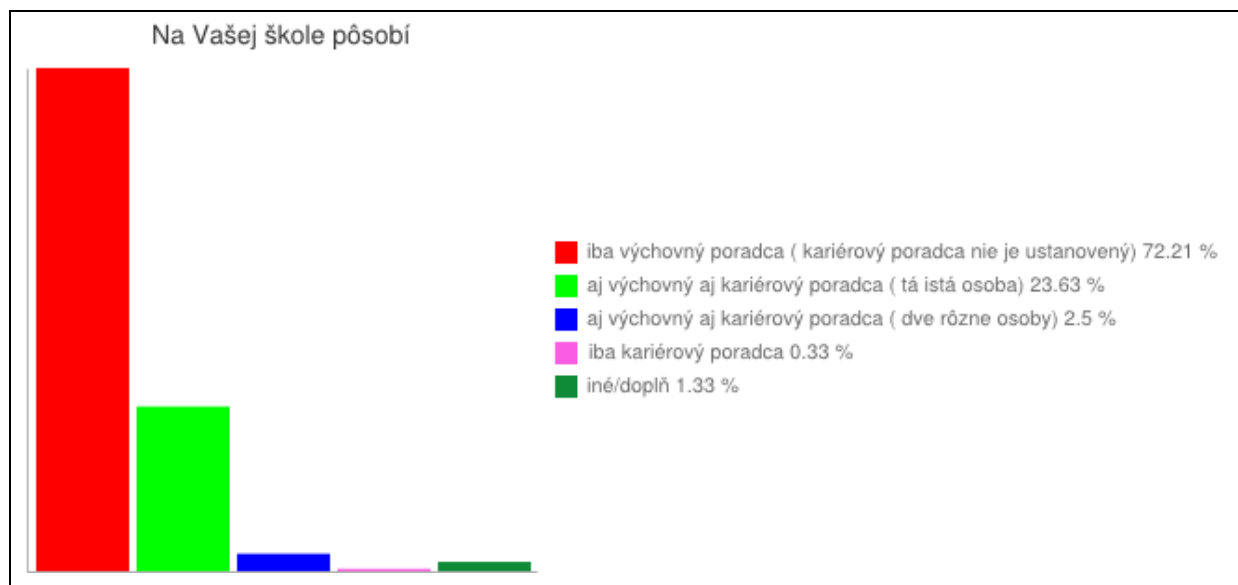 Na Vašej škole pôsobí
iba výchovný poradca ( kariérový poradca nie je ustanovený) 72.21 %
aj výchovný aj kariérový poradca ( tá istá osoba) 23.63 %
aj výchovný aj kariérový poradca ( dve rôzne osoby) 2.5 %
iba kariérový poradca 0.33 %
iné/doplň 1.33 %